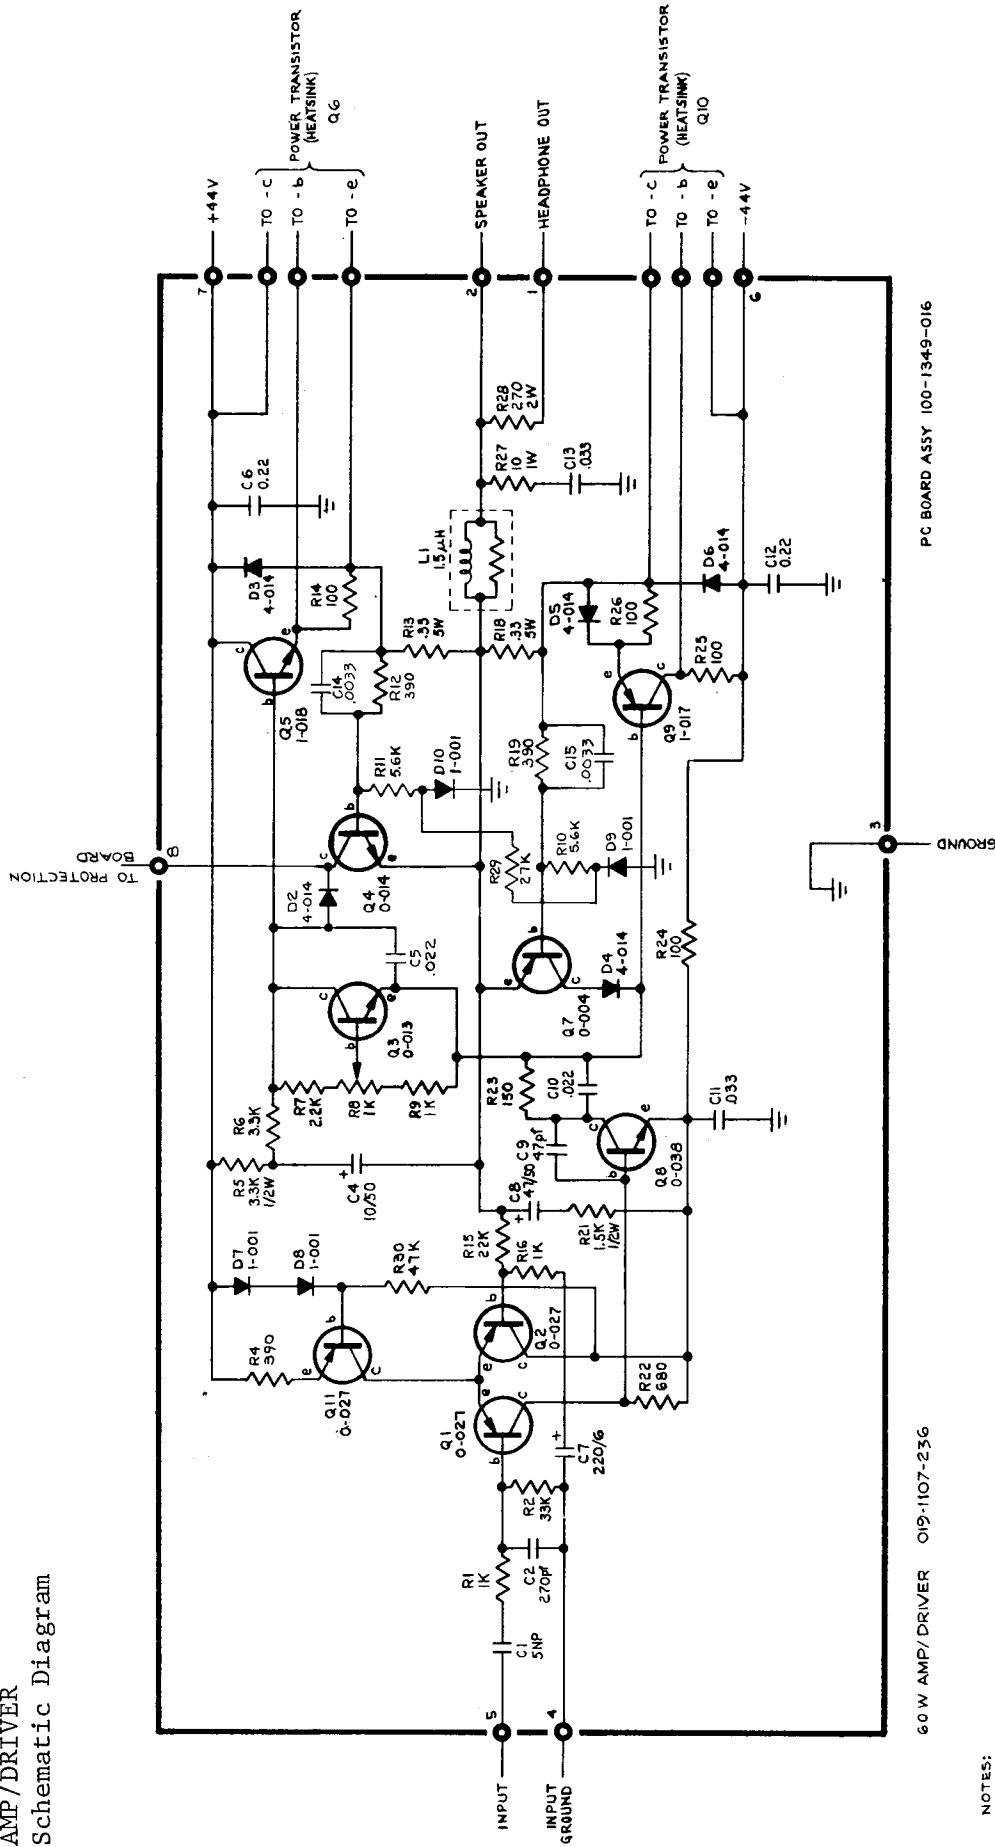 AMP/DRIVER
Schematic Diagram
TO PROTECTION
BOARD
8
7
+44V
TO - c
TO - b
TO - e
POWER TRANSISTOR
(HEATSINK)
Q6
R4
390
D7
1-001
D8
1-001
R5
3.3K
1/2W
R6
3.3K
C4
+
10/50
R7
2.2K
R8
1K
R9
1K
b
c
e
Q3
0-013
C5
.022
D2
4-014
c
b
e
Q4
0-014
R11
5.6K
D10
1-001
c
b
e
Q5
1-018
D3
4-014
R14
100
C6
0.22
C14
.0033
R12
390
R13
.33
5W
R18
.33
5W
L1
1.5μH
2
SPEAKER OUT
1
HEADPHONE OUT
R27
10
1W
C13
.033
R28
270
2W
e
b
c
Q11
0-027
R30
47K
INPUT
5
INPUT
GROUND
4
C1
5NP
R1
1K
C2
270pf
R2
33K
Q1
0-027
b
e
c
C7
+
220/6
e
b
c
Q2
0-027
R15
22K
R16
1K
C8
+
47/50
R21
1.5K
1/2W
R22
680
C9
47pf
R23
150
C10
.022
b
c
e
Q8
0-038
C11
.033
e
b
c
Q7
0-004
D4
4-014
R29
27K
R10
5.6K
D9
1-001
R19
390
C15
.0033
R24
100
D5
4-014
R26
100
e
b
c
Q9
1-017
R25
100
D6
4-014
C12
0.22
TO - c
TO - b
TO - e
POWER TRANSISTOR
(HEATSINK)
Q10
-44V
6
3
GROUND
60W AMP/DRIVER 019-1107-236
PC BOARD ASSY 100-1349-016
NOTES: